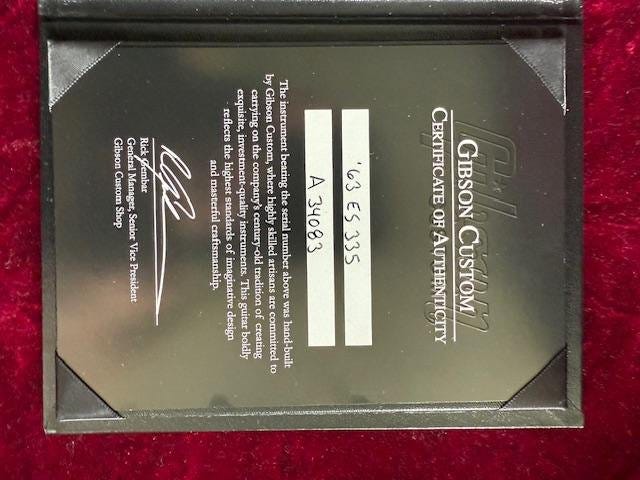 Gibson
GIBSON CUSTOM
CERTIFICATE OF AUTHENTICITY
'63 ES 335
A 34083
The instrument bearing the serial number above was hand-built
by Gibson Custom, where highly skilled artisans are committed to
carrying on the company's century-old tradition of creating
exquisite, investment-quality instruments. This guitar boldly
reflects the highest standards of imaginative design
and masterful craftsmanship.
Rick Gembar
General Manager, Senior Vice President
Gibson Custom Shop